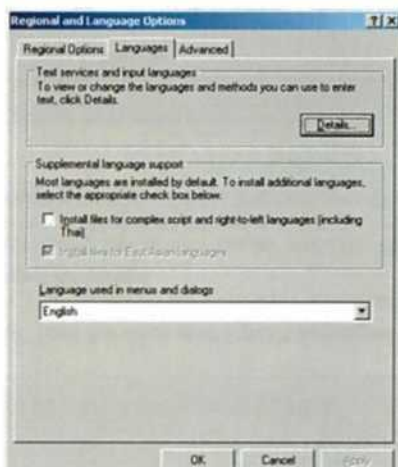 Regional and Language Options
Regional Options Languages Advanced
Text services and input languages
To view or change the languages and methods you can use to enter
text, click Details.
Details...
Supplemental language support
Most languages are installed by default. To install additional languages,
select the appropriate check box below.
Install files for complex script and right-to-left languages (including
Thai)
Install files for East Asian languages
Language used in menus and dialogs
English
OK Cancel Apply